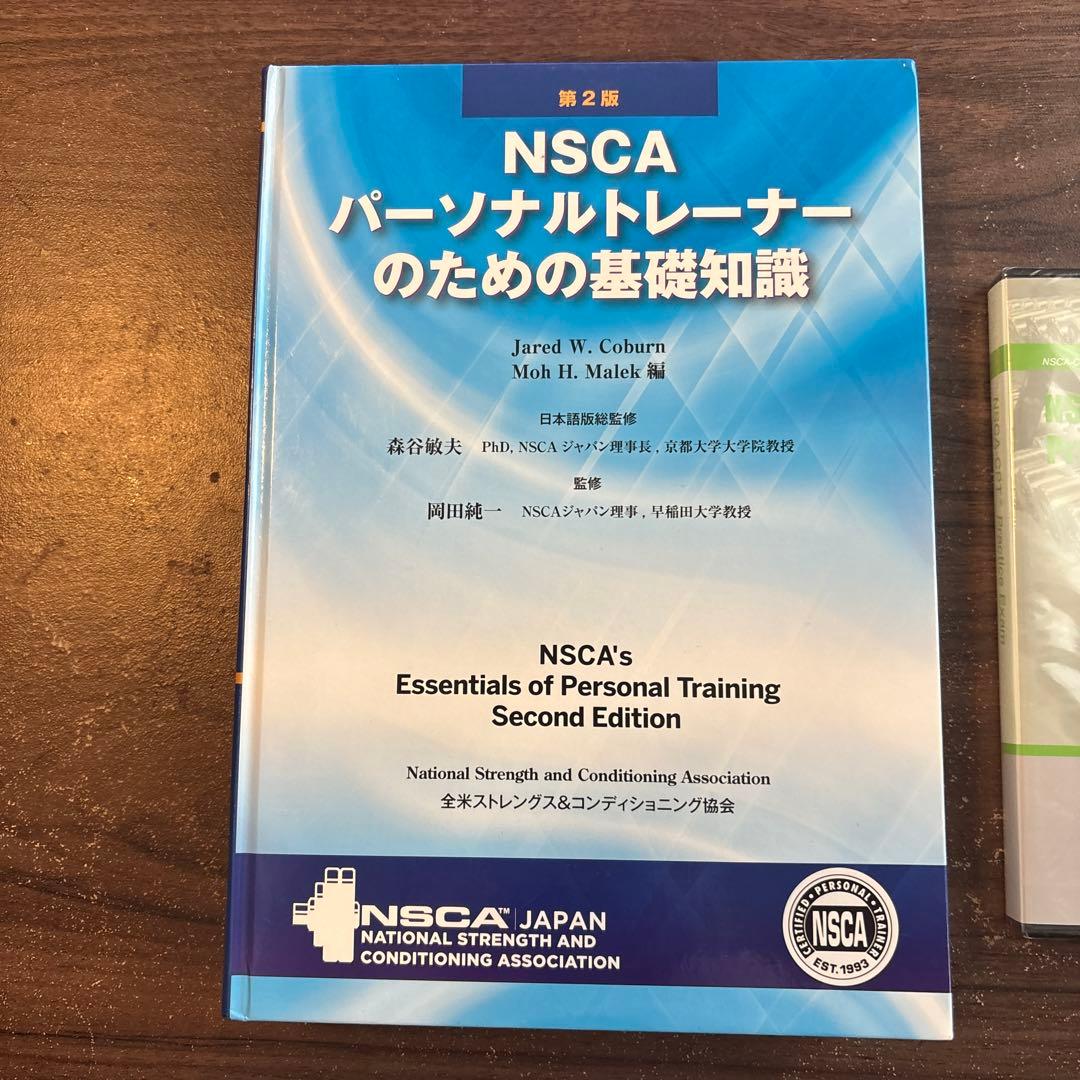 第2版
NSCA
パーソナルトレーナー
のための基礎知識
Jared W. Coburn
Moh H. Malek 編
日本語版総監修
森谷敏夫 PhD, NSCA ジャパン理事長, 京都大学大学院教授
監修
岡田純一 NSCAジャパン理事, 早稲田大学教授
NSCA's
Essentials of Personal Training
Second Edition
National Strength and Conditioning Association
全米ストレングス&コンディショニング協会
NSCA™ JAPAN
NATIONAL STRENGTH AND
CONDITIONING ASSOCIATION
CERTIFIED • PERSONAL • TRAINER
NSCA
EST. 1993
NSCA-CPT Practice Exam